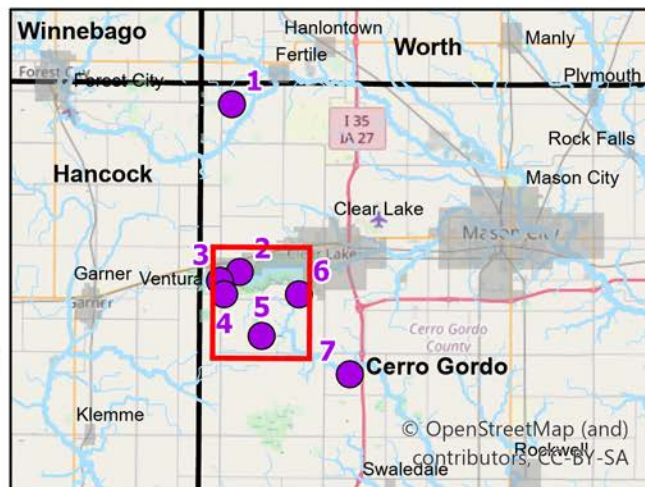 Winnebago
Hanlontown
Worth
Manly
Fertile
Forest City
Forest City
Plymouth
1
I 35
IA 27
Rock Falls
Hancock
Mason City
Clear Lake
Mason City
Clear Lake
3
2
Garner
Ventura
6
Garner
4
5
Cerro Gordo
County
7
Cerro Gordo
Klemme
© OpenStreetMap (and)
contributors, CC-BY-SA
Rockwell
Swaledale